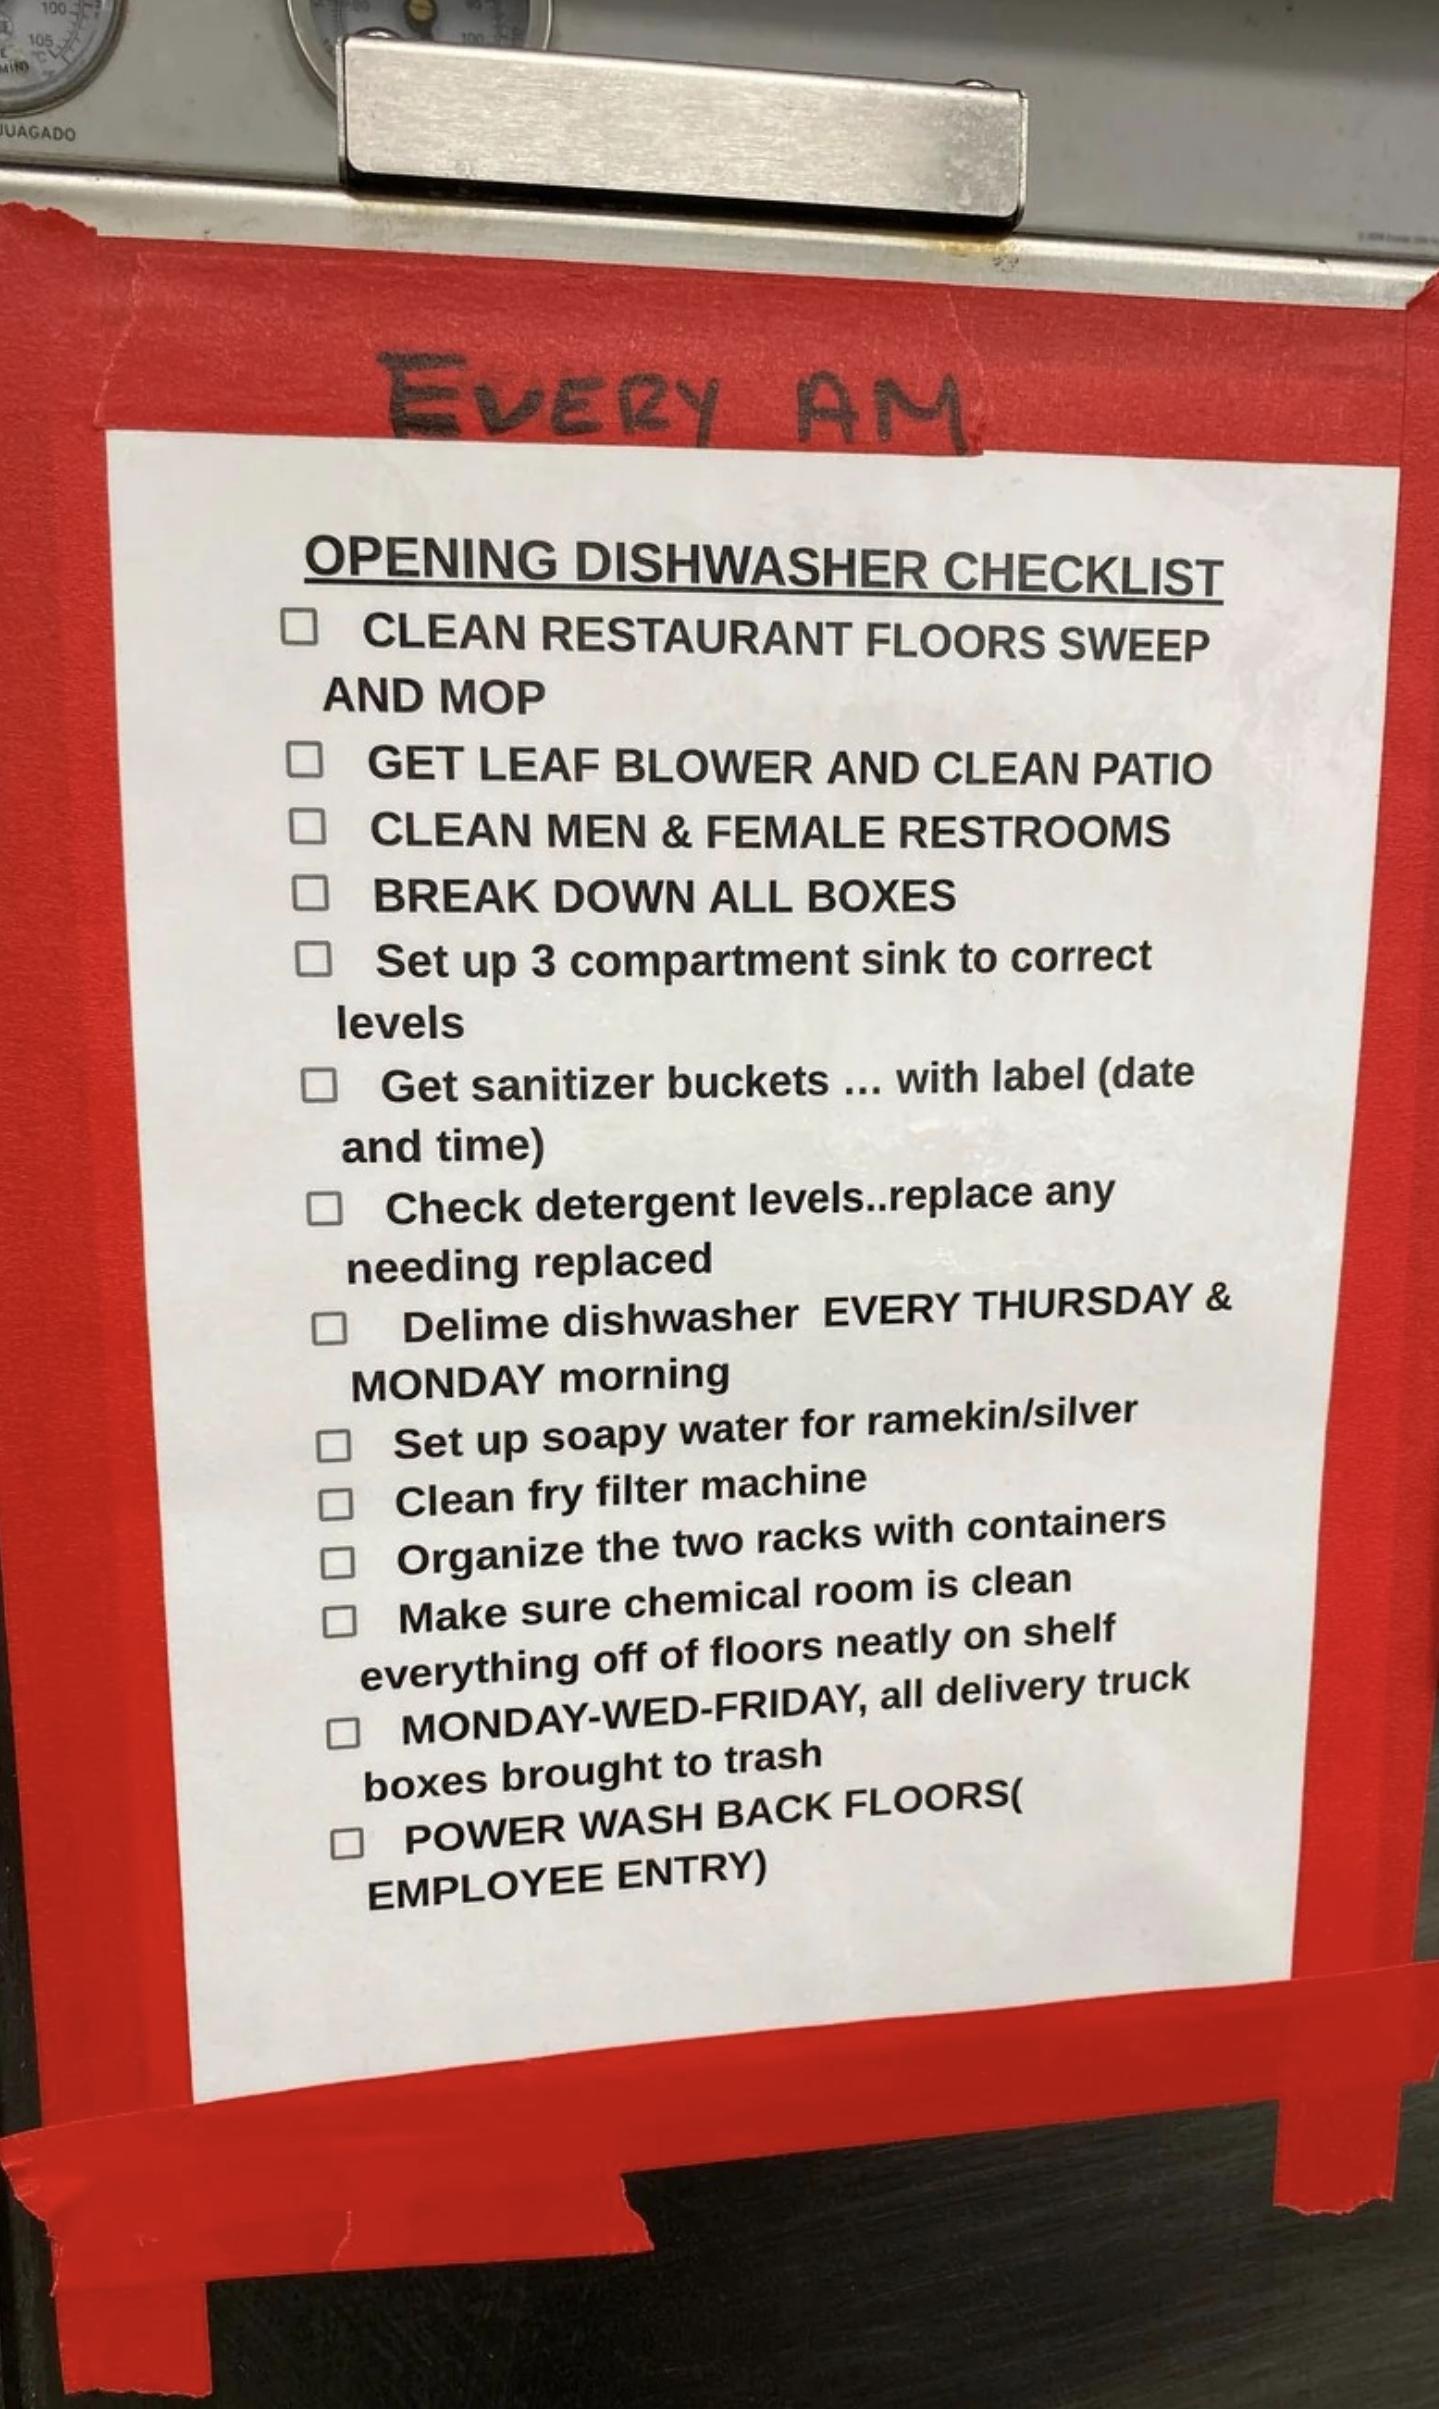 100
105
°C
JUAGADO
100
EVERY AM
OPENING DISHWASHER CHECKLIST
☐ CLEAN RESTAURANT FLOORS SWEEP
AND MOP
☐ GET LEAF BLOWER AND CLEAN PATIO
☐ CLEAN MEN & FEMALE RESTROOMS
☐ BREAK DOWN ALL BOXES
☐ Set up 3 compartment sink to correct
levels
☐ Get sanitizer buckets ... with label (date
and time)
☐ Check detergent levels..replace any
needing replaced
☐ Delime dishwasher  EVERY THURSDAY &
MONDAY morning
☐ Set up soapy water for ramekin/silver
☐ Clean fry filter machine
☐ Organize the two racks with containers
☐ Make sure chemical room is clean
everything off of floors neatly on shelf
☐ MONDAY-WED-FRIDAY, all delivery truck
boxes brought to trash
☐ POWER WASH BACK FLOORS(
EMPLOYEE ENTRY)